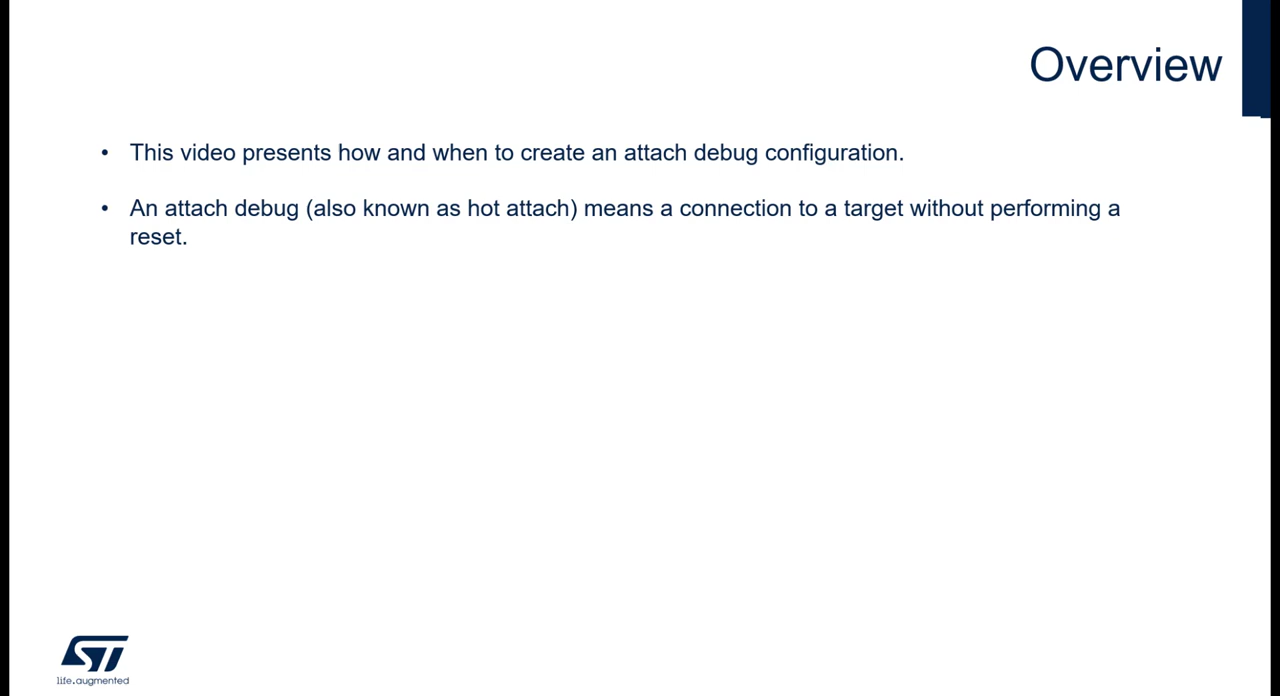 Overview
• This video presents how and when to create an attach debug configuration.
• An attach debug (also known as hot attach) means a connection to a target without performing a
reset.
ST
life.augmented